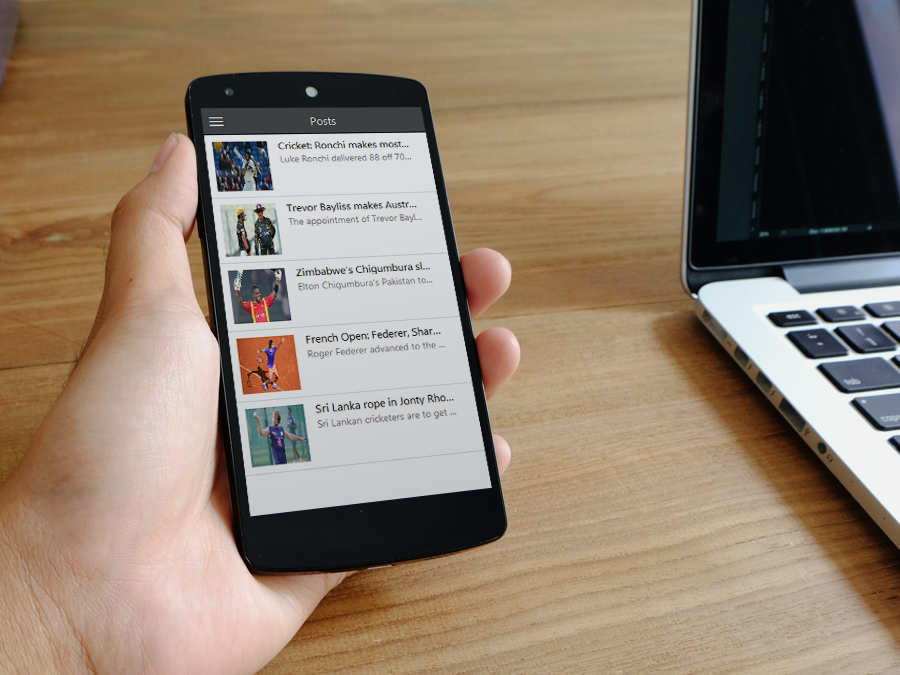 Posts
Cricket: Ronchi makes most...
Luke Ronchi delivered 88 off 70...
Trevor Bayliss makes Austr...
The appointment of Trevor Bayl...
Zimbabwe's Chigumbura sl...
Elton Chigumbura's Pakistan to...
French Open: Federer, Shar...
Roger Federer advanced to the ...
Sri Lanka rope in Jonty Rho...
Sri Lankan cricketers are to get ...
esc
tab